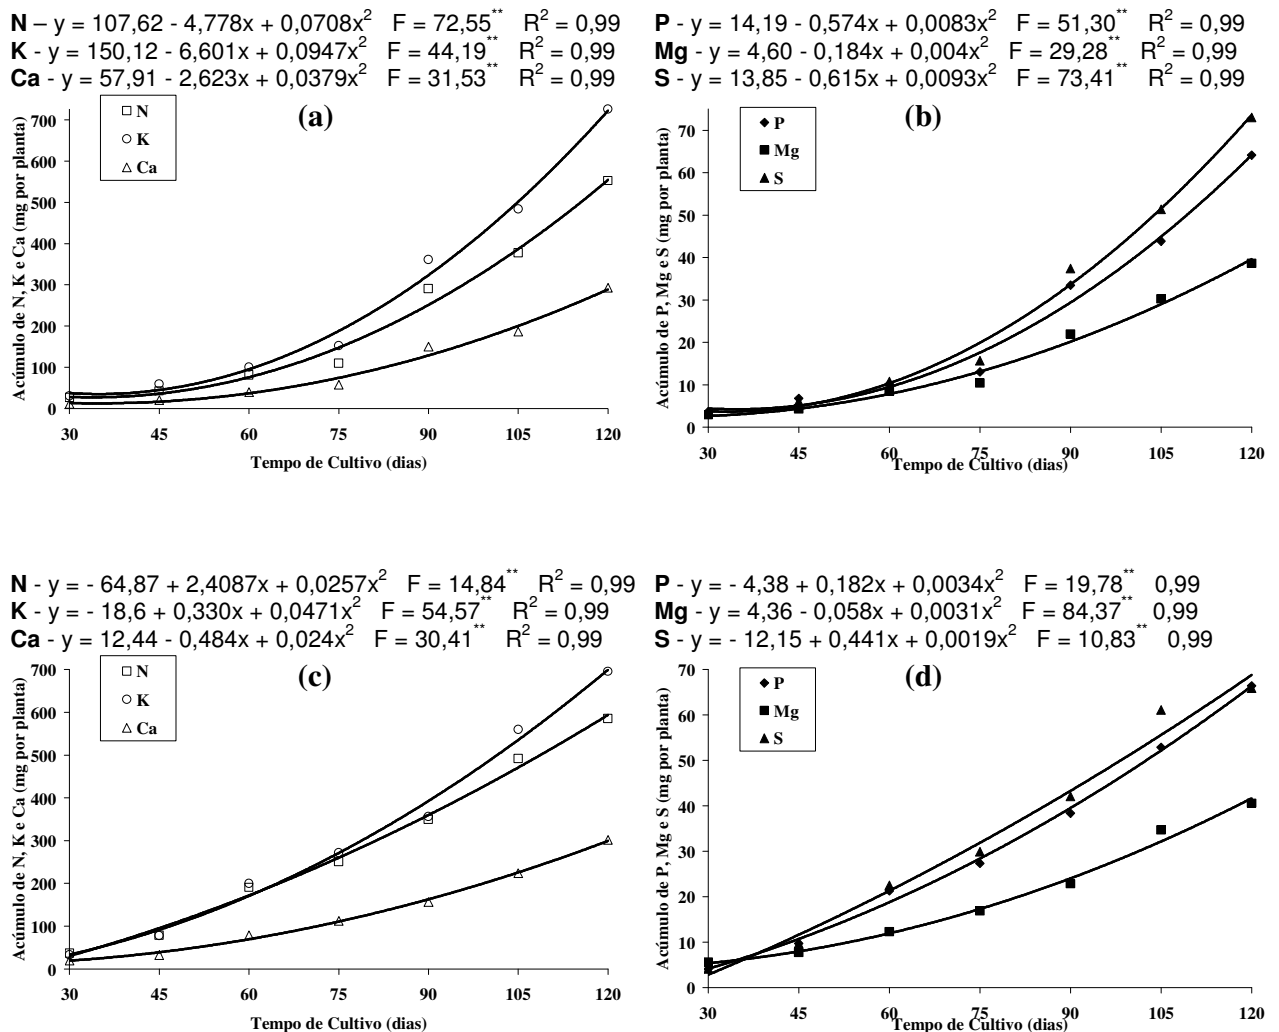 N – y = 107,62 - 4,778x + 0,0708x² F = 72,55** R² = 0,99
K - y = 150,12 - 6,601x + 0,0947x² F = 44,19** R² = 0,99
Ca - y = 57,91 - 2,623x + 0,0379x² F = 31,53** R² = 0,99
P - y = 14,19 - 0,574x + 0,0083x² F = 51,30** R² = 0,99
Mg - y = 4,60 - 0,184x + 0,004x² F = 29,28** R² = 0,99
S - y = 13,85 - 0,615x + 0,0093x² F = 73,41** R² = 0,99
(a)
N
K
Ca
Acúmulo de N, K e Ca (mg por planta)
700
600
500
400
300
200
100
0
30 45 60 75 90 105 120
Tempo de Cultivo (dias)
(b)
P
Mg
S
Acúmulo de P, Mg e S (mg por planta)
70
60
50
40
30
20
10
0
30 45 60 75 90 105 120
Tempo de Cultivo (dias)
N - y = - 64,87 + 2,4087x + 0,0257x² F = 14,84** R² = 0,99
K - y = - 18,6 + 0,330x + 0,0471x² F = 54,57** R² = 0,99
Ca - y = 12,44 - 0,484x + 0,024x² F = 30,41** R² = 0,99
P - y = - 4,38 + 0,182x + 0,0034x² F = 19,78** 0,99
Mg - y = 4,36 - 0,058x + 0,0031x² F = 84,37** 0,99
S - y = - 12,15 + 0,441x + 0,0019x² F = 10,83** 0,99
(c)
N
K
Ca
Acúmulo de N, K e Ca (mg por planta)
700
600
500
400
300
200
100
0
30 45 60 75 90 105 120
Tempo de Cultivo (dias)
(d)
P
Mg
S
Acúmulo de P, Mg e S (mg por planta)
70
60
50
40
30
20
10
0
30 45 60 75 90 105 120
Tempo de Cultivo (dias)